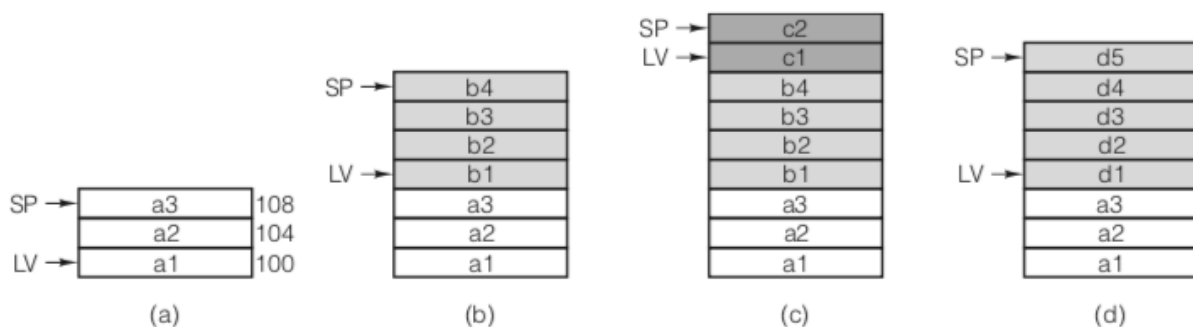 SP a3 108
a2 104
LV a1 100
(a)
SP b4
b3
b2
LV b1
a3
a2
a1
(b)
SP c2
LV c1
b4
b3
b2
b1
a3
a2
a1
(c)
SP d5
d4
d3
d2
LV d1
a3
a2
a1
(d)